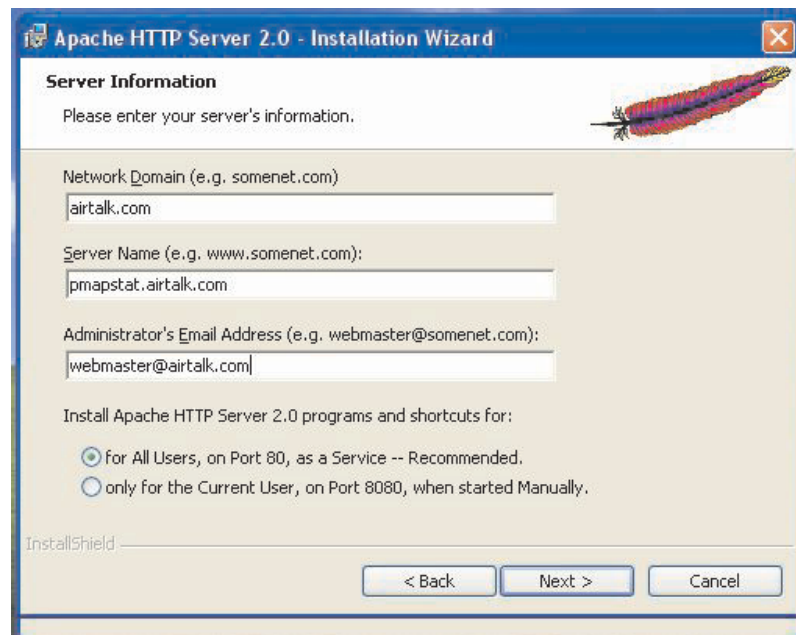 Apache HTTP Server 2.0 - Installation Wizard
Server Information
Please enter your server's information.
Network Domain (e.g. somenet.com)
airtalk.com
Server Name (e.g. www.somenet.com):
pmapstat.airtalk.com
Administrator's Email Address (e.g. webmaster@somenet.com):
webmaster@airtalk.com
Install Apache HTTP Server 2.0 programs and shortcuts for:
for All Users, on Port 80, as a Service -- Recommended.
only for the Current User, on Port 8080, when started Manually.
InstallShield
< Back Next > Cancel